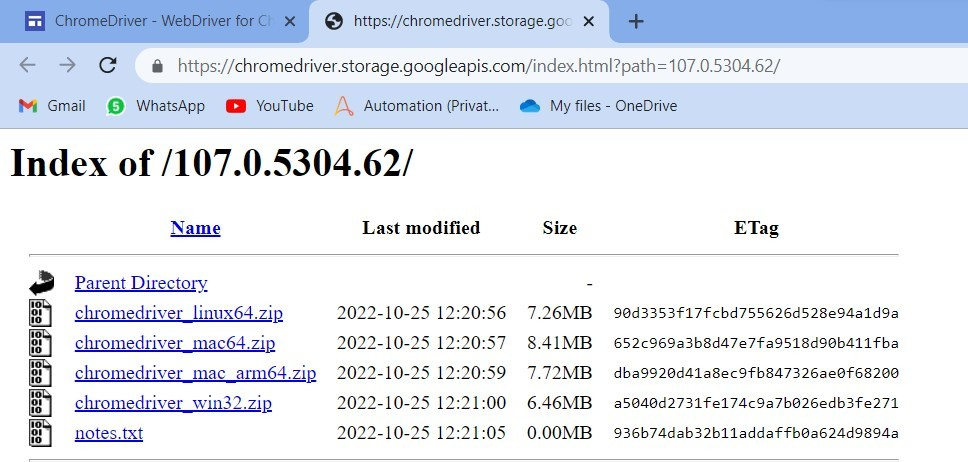 ChromeDriver - WebDriver for Ch
https://chromedriver.storage.goo
https://chromedriver.storage.googleapis.com/index.html?path=107.0.5304.62/
Gmail 5 WhatsApp YouTube Automation (Privat... My files - OneDrive
Index of /107.0.5304.62/
Name Last modified Size ETag
Parent Directory -
chromedriver_linux64.zip 2022-10-25 12:20:56 7.26MB 90d3353f17fcbd755626d528e94a1d9a
chromedriver_mac64.zip 2022-10-25 12:20:57 8.41MB 652c969a3b8d47e7fa9518d90b411fba
chromedriver_mac_arm64.zip 2022-10-25 12:20:59 7.72MB dba9920d41a8ec9fb847326ae0f68200
chromedriver_win32.zip 2022-10-25 12:21:00 6.46MB a5040d2731fe174c9a7b026edb3fe271
notes.txt 2022-10-25 12:21:05 0.00MB 936b74dab32b11addaffb0a624d9894a